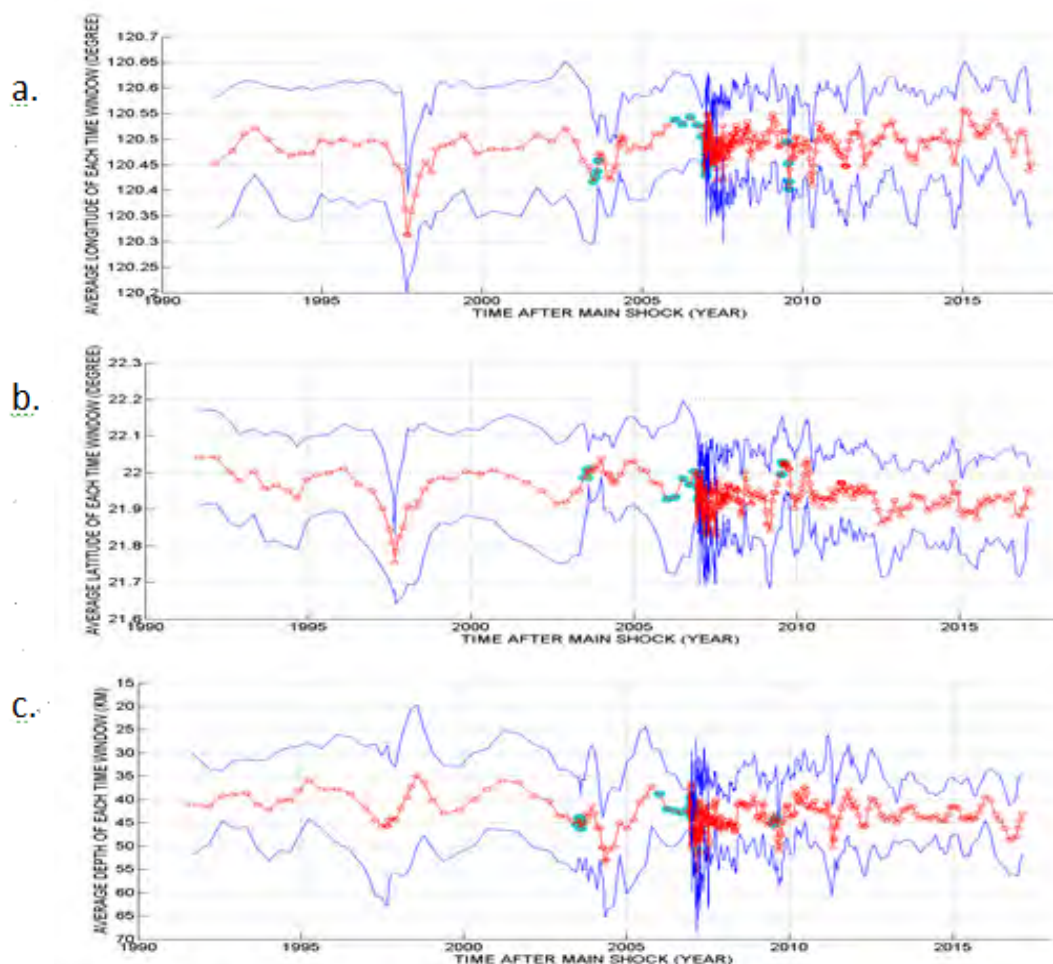 a.
AVERAGE LONGITUDE OF EACH TIME WINDOW (DEGREE)
120.7
120.65
120.6
120.55
120.5
120.45
120.4
120.35
120.3
120.25
120.2
1990 1995 2000 2005 2010 2015
TIME AFTER MAIN SHOCK (YEAR)
b.
AVERAGE LATITUDE OF EACH TIME WINDOW (DEGREE)
22.3
22.2
22.1
22
21.9
21.8
21.7
21.6
1990 1995 2000 2005 2010 2015
TIME AFTER MAIN SHOCK (YEAR)
c.
AVERAGE DEPTH OF EACH TIME WINDOW (KM)
15
20
25
30
35
40
45
50
55
60
65
70
1990 1995 2000 2005 2010 2015
TIME AFTER MAIN SHOCK (YEAR)